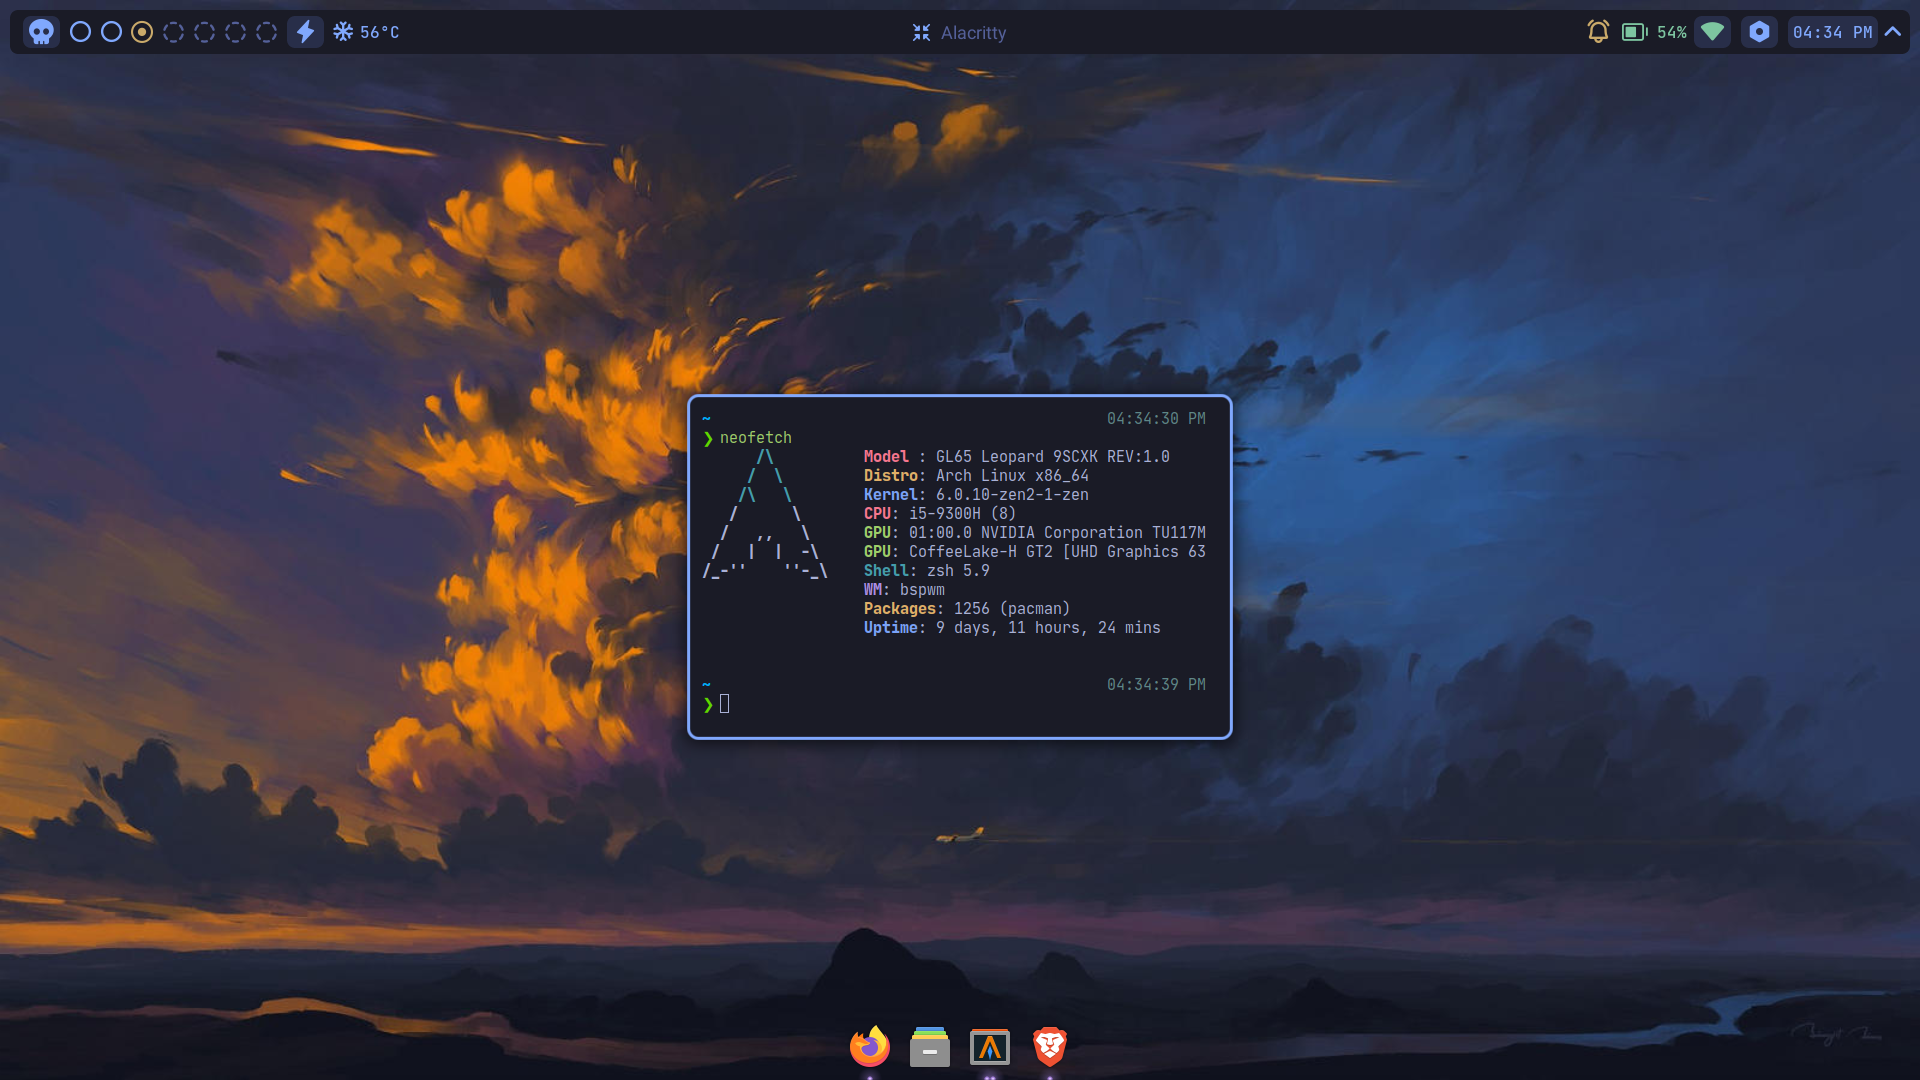 56°C
Alacritty
54%
04:34 PM
~ 04:34:30 PM
❯ neofetch
Model : GL65 Leopard 9SCXK REV:1.0
Distro: Arch Linux x86_64
Kernel: 6.0.10-zen2-1-zen
CPU: i5-9300H (8)
GPU: 01:00.0 NVIDIA Corporation TU117M
GPU: CoffeeLake-H GT2 [UHD Graphics 63
Shell: zsh 5.9
WM: bspwm
Packages: 1256 (pacman)
Uptime: 9 days, 11 hours, 24 mins
~ 04:34:39 PM
❯